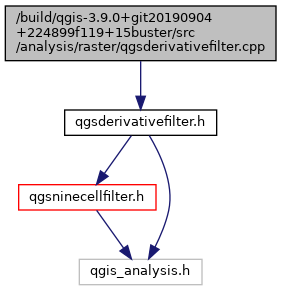 /build/qgis-3.9.0+git20190904
+224899f119+15buster/src
/analysis/raster/qgsderivativefilter.cpp
qgsderivativefilter.h
qgsninecellfilter.h
qgis_analysis.h